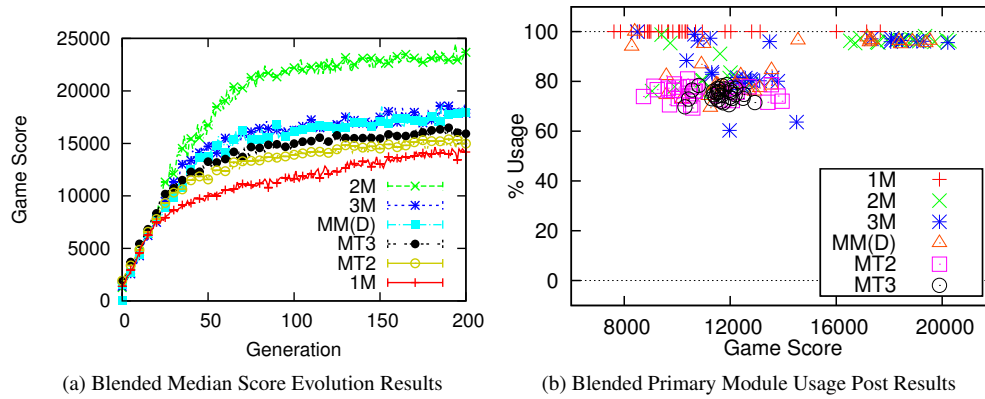 25000
20000
15000
10000
5000
0
Game Score
2M
3M
MM(D)
MT3
MT2
1M
0
50
100
150
200
Generation
(a) Blended Median Score Evolution Results
100
80
60
40
20
0
% Usage
1M
2M
3M
MM(D)
MT2
MT3
8000
12000
16000
20000
Game Score
(b) Blended Primary Module Usage Post Results